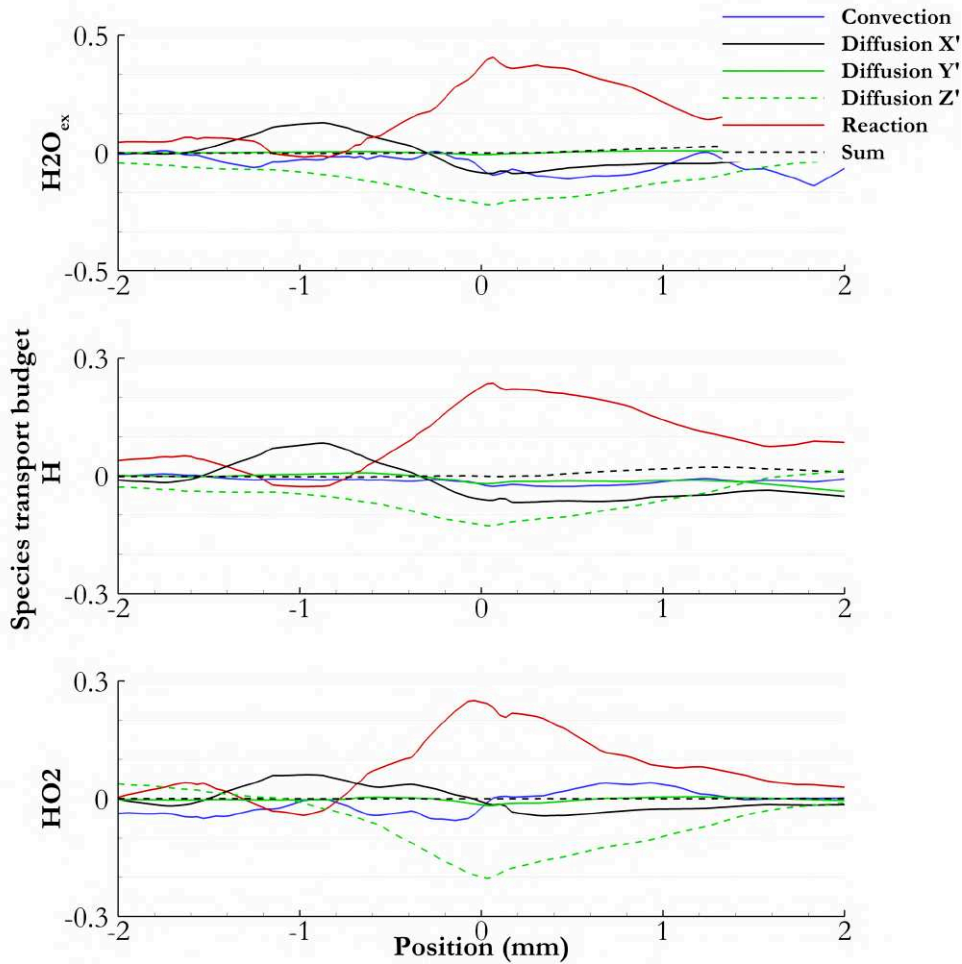 Convection
Diffusion X'
Diffusion Y'
Diffusion Z'
Reaction
Sum
0.5
0
-0.5
-2
-1
0
1
2
H2Oex
0.3
0
-0.3
-2
-1
0
1
2
H
Species transport budget
0.3
0
-0.3
-2
-1
0
1
2
HO2
Position (mm)